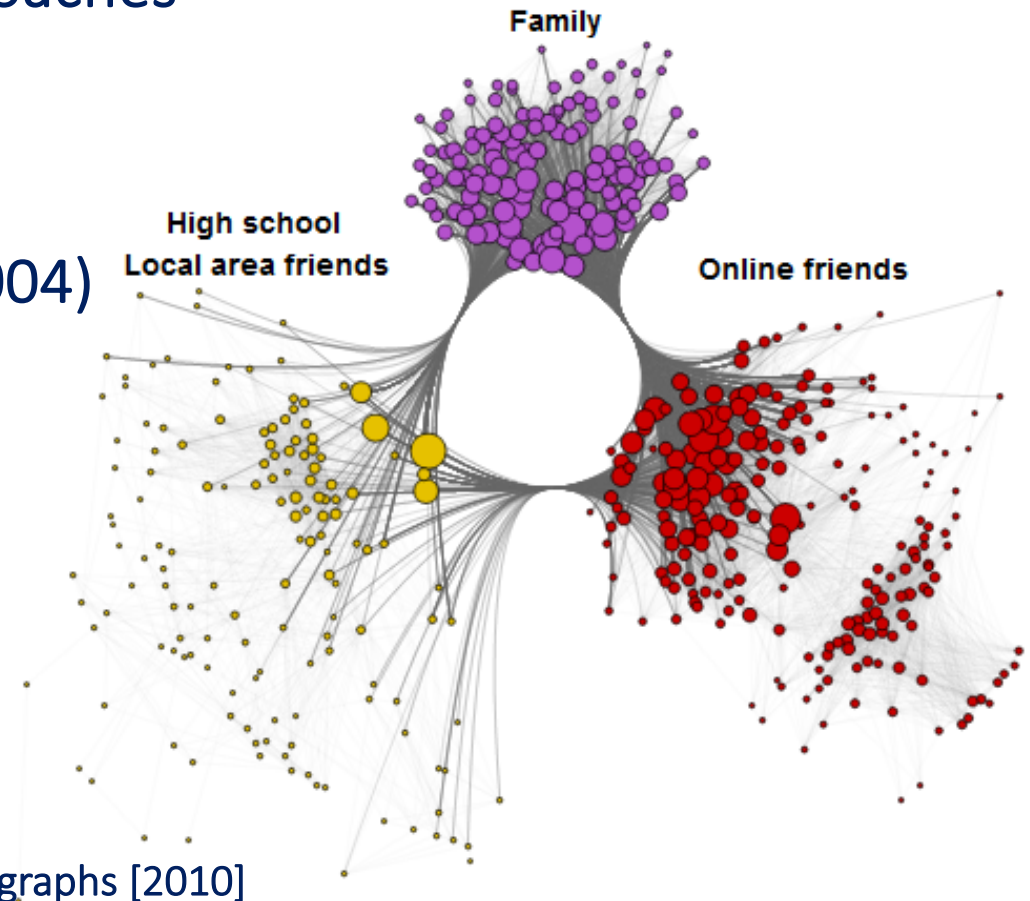 Family
High school
Local area friends
Online friends
004)
graphs [2010]